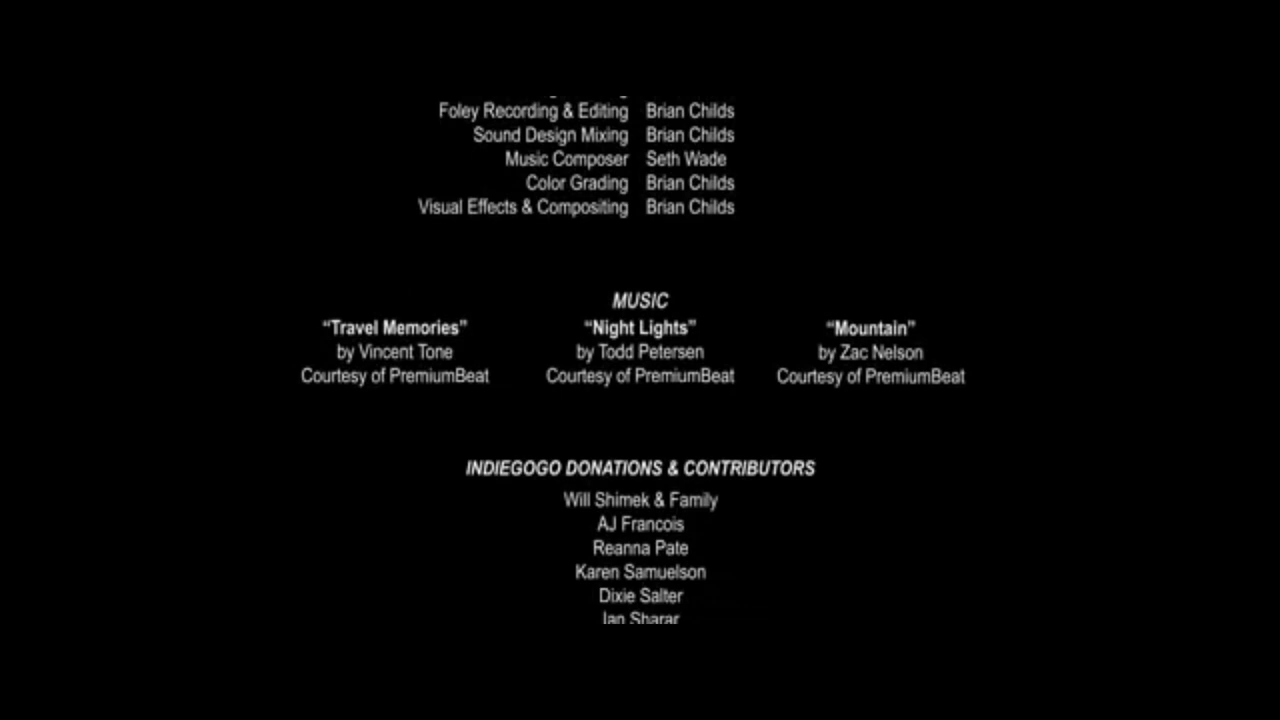 Foley Recording & Editing Brian Childs
Sound Design Mixing Brian Childs
Music Composer Seth Wade
Color Grading Brian Childs
Visual Effects & Compositing Brian Childs
MUSIC
“Travel Memories” “Night Lights” “Mountain”
by Vincent Tone by Todd Petersen by Zac Nelson
Courtesy of PremiumBeat Courtesy of PremiumBeat Courtesy of PremiumBeat
INDIEGOGO DONATIONS & CONTRIBUTORS
Will Shimek & Family
AJ Francois
Reanna Pate
Karen Samuelson
Dixie Salter
Ian Sharar